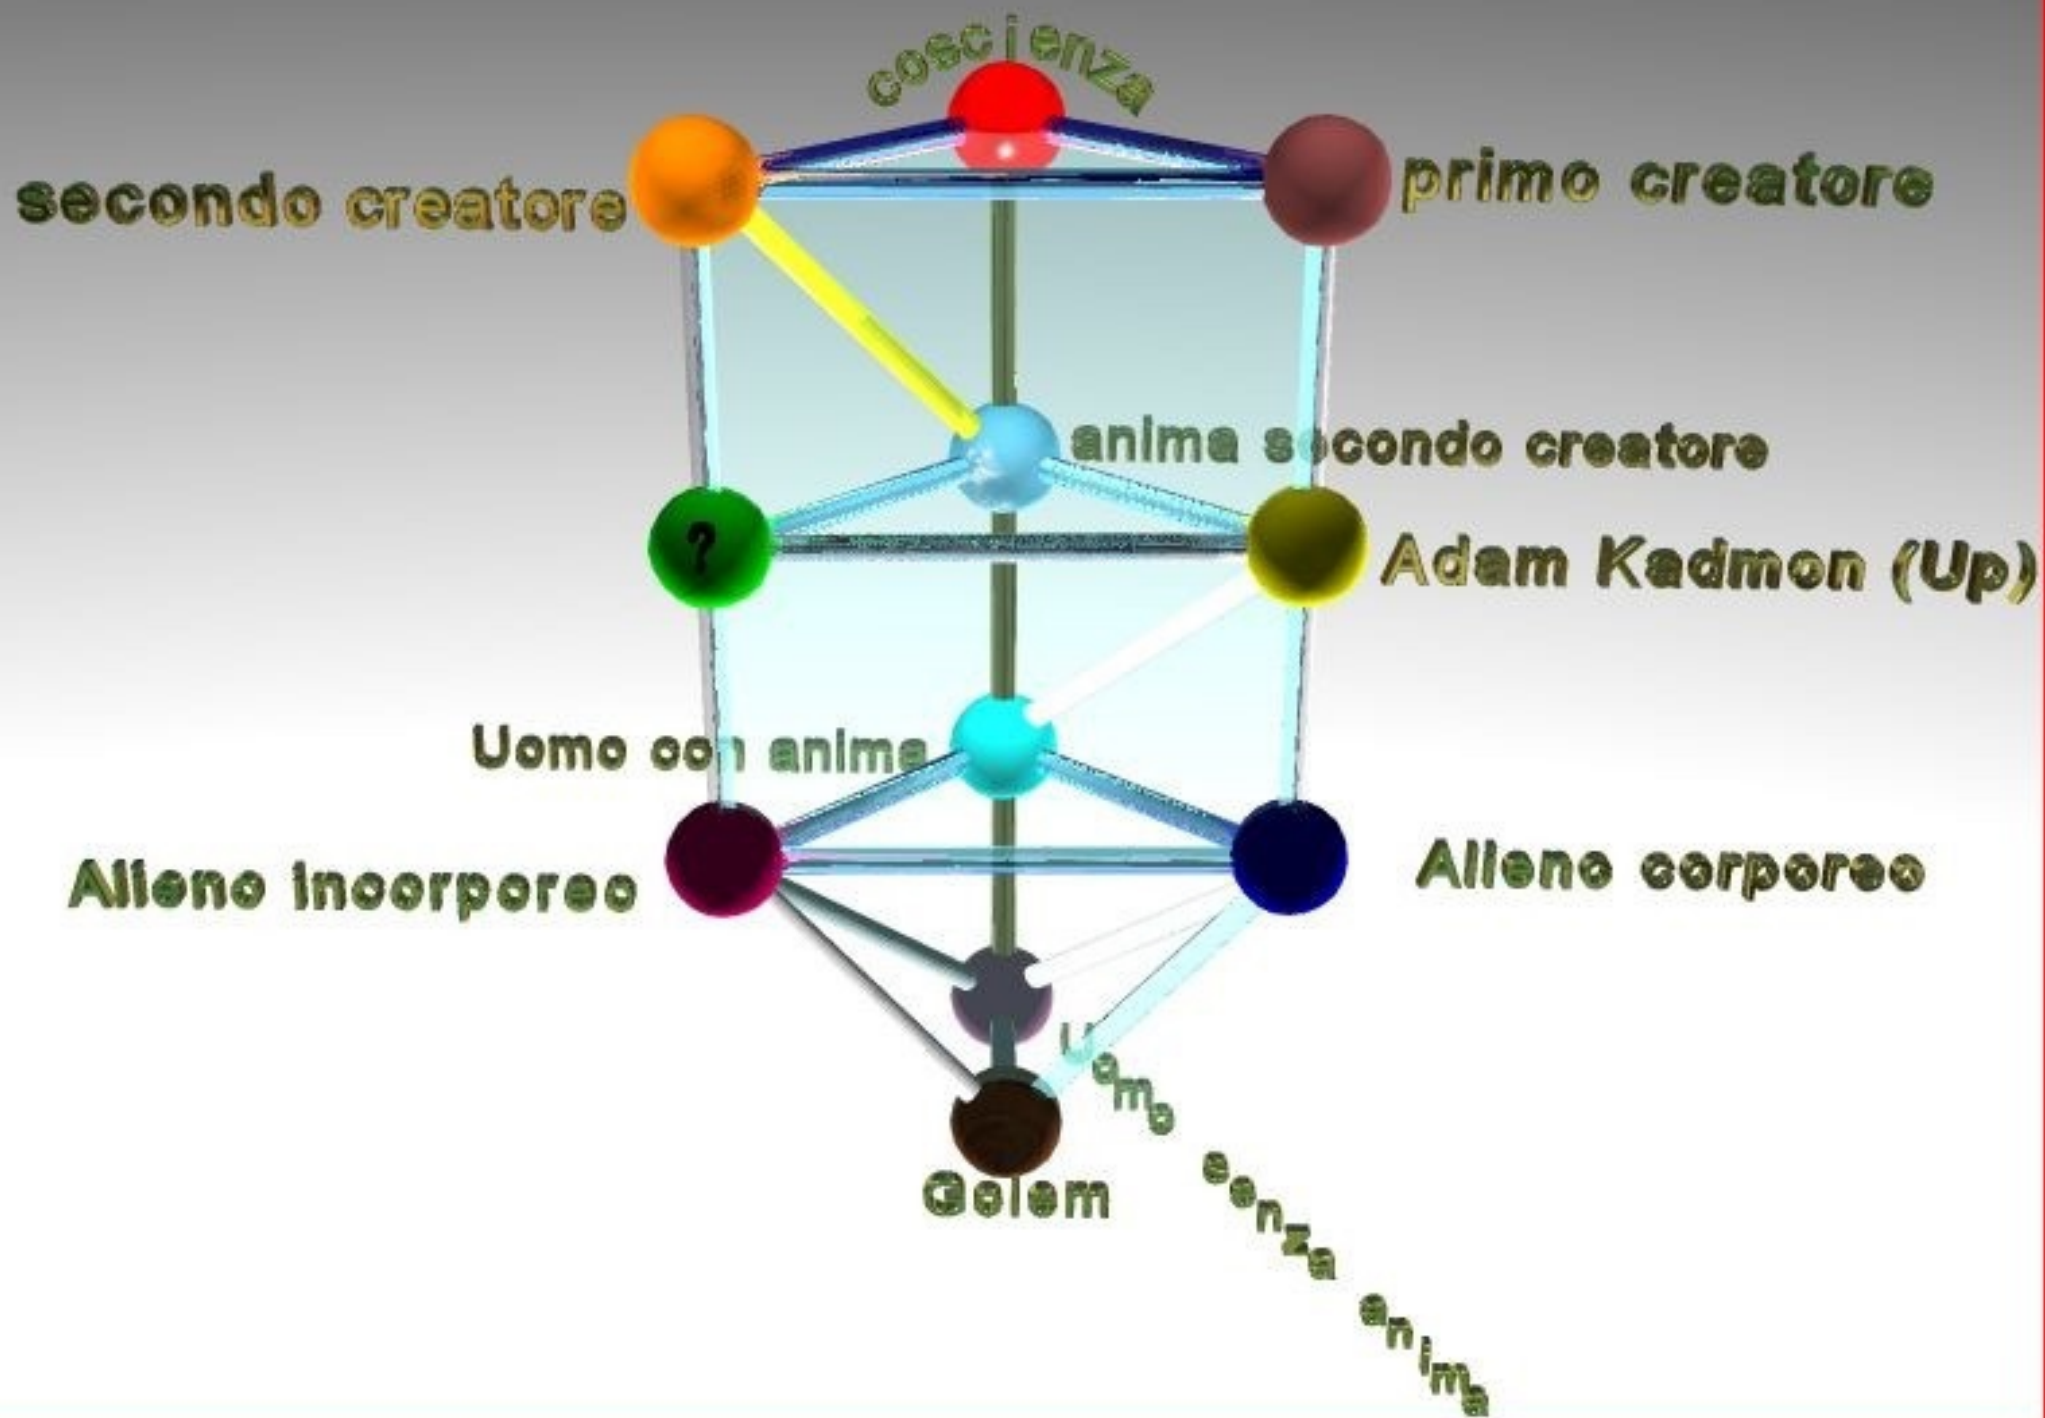 coscienza
secondo creatore
primo creatore
anima secondo creatore
?
Adam Kadmon (Up)
Uomo con anima
Alieno incorporeo
Alieno corporeo
Uomo senza anima
Golem